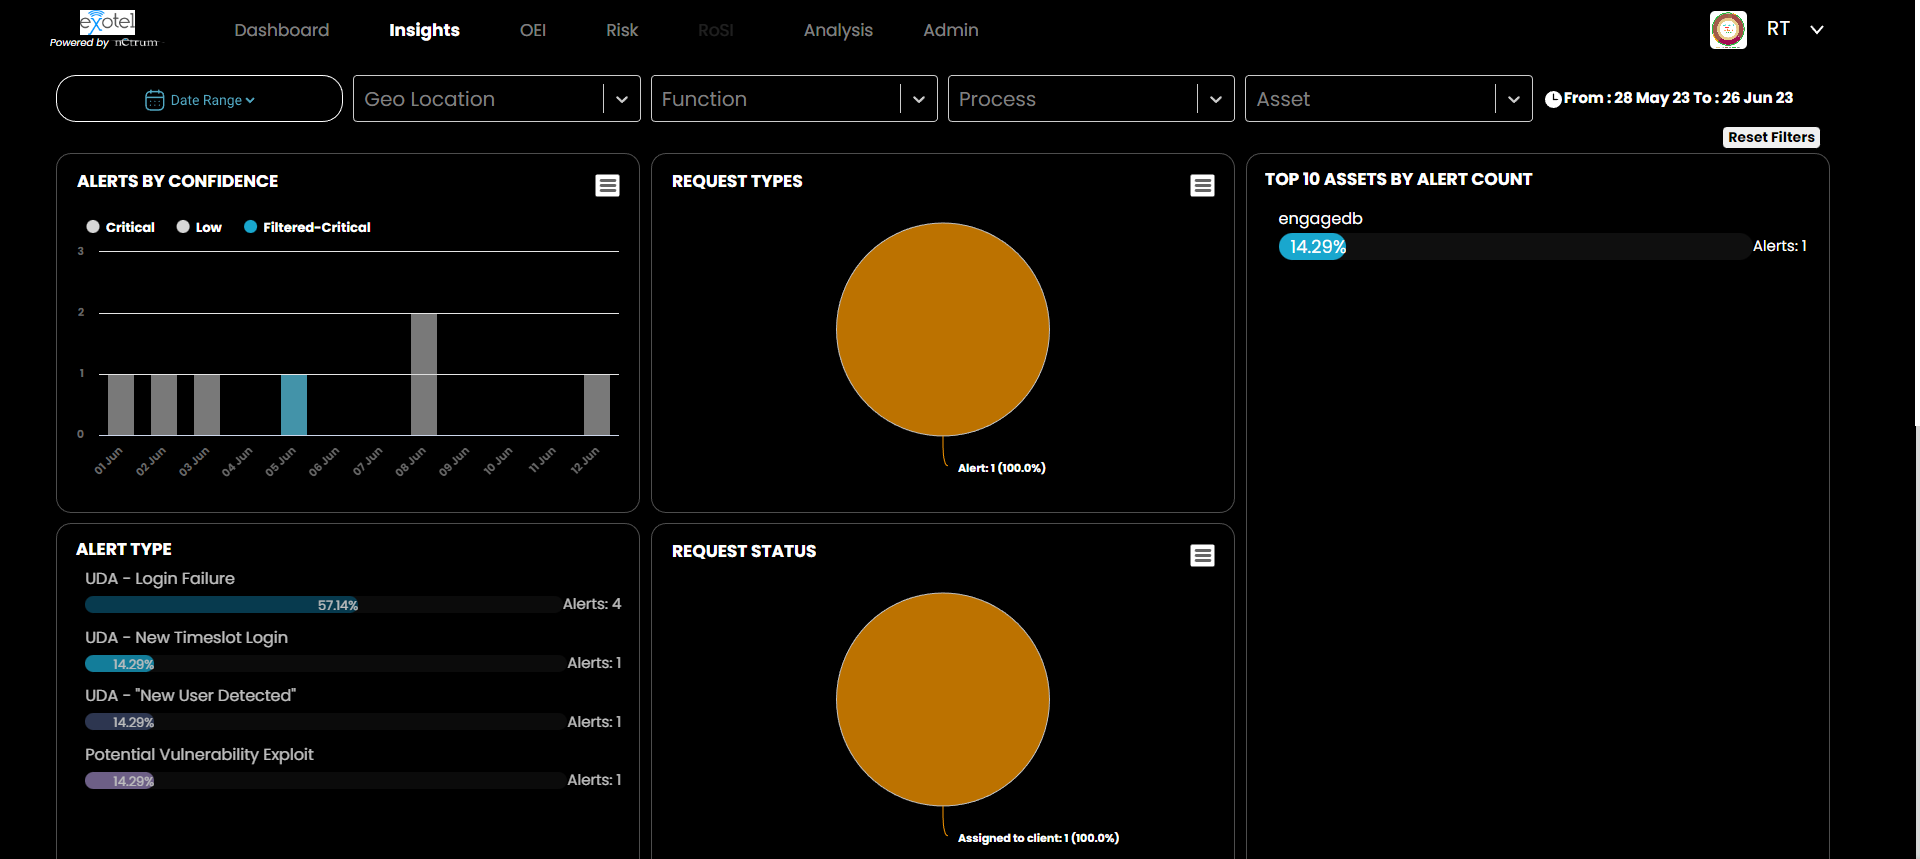 exotel
Powered by
Dashboard
Insights
OEI
Risk
RoSI
Analysis
Admin
RT
Date Range
Geo Location
Function
Process
Asset
From : 28 May 23 To : 26 Jun 23
Reset Filters
ALERTS BY CONFIDENCE
Critical
Low
Filtered-Critical
3
2
1
0
01 Jun
02 Jun
03 Jun
04 Jun
05 Jun
06 Jun
07 Jun
08 Jun
09 Jun
10 Jun
11 Jun
12 Jun
REQUEST TYPES
Alert: 1 (100.0%)
TOP 10 ASSETS BY ALERT COUNT
engagedb
14.29%
Alerts: 1
ALERT TYPE
UDA - Login Failure
57.14%
Alerts: 4
UDA - New Timeslot Login
14.29%
Alerts: 1
UDA - "New User Detected"
14.29%
Alerts: 1
Potential Vulnerability Exploit
14.29%
Alerts: 1
REQUEST STATUS
Assigned to client: 1 (100.0%)